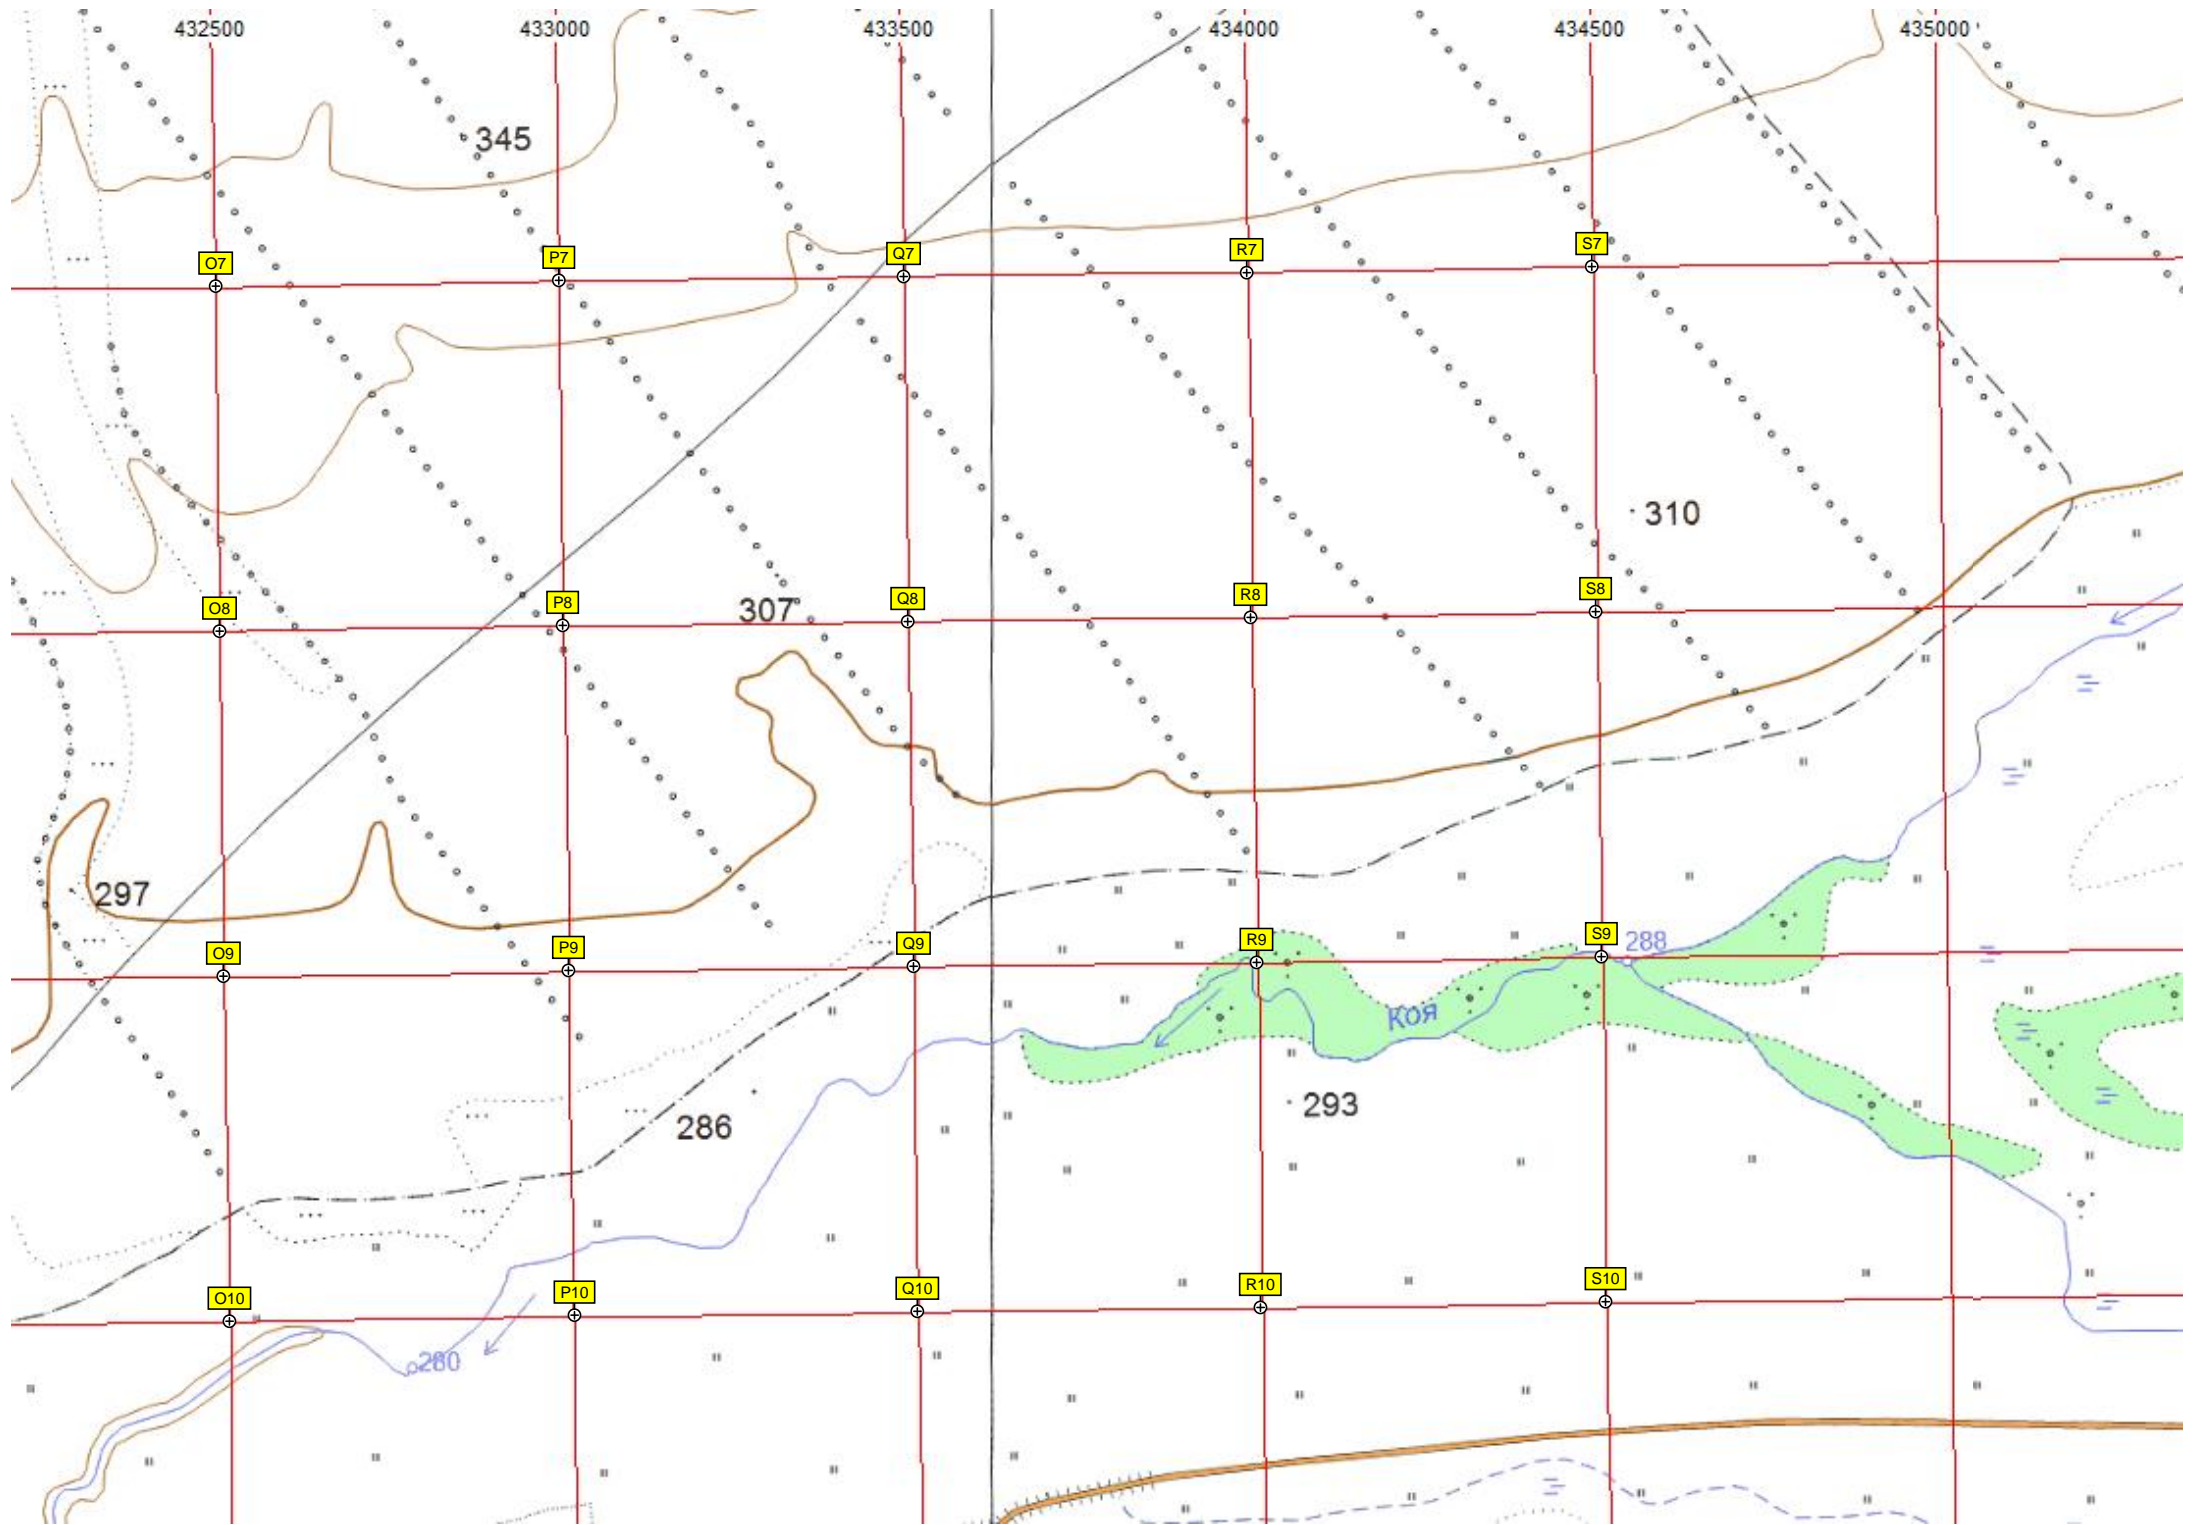 432500 433000 433500 434000 434500 435000
345
O7 P7 Q7 R7 S7
310
O8 P8 307 Q8 R8 S8
297
O9 P9 Q9 R9 S9 288
Коя
286 293
O10 P10 Q10 R10 S10
280